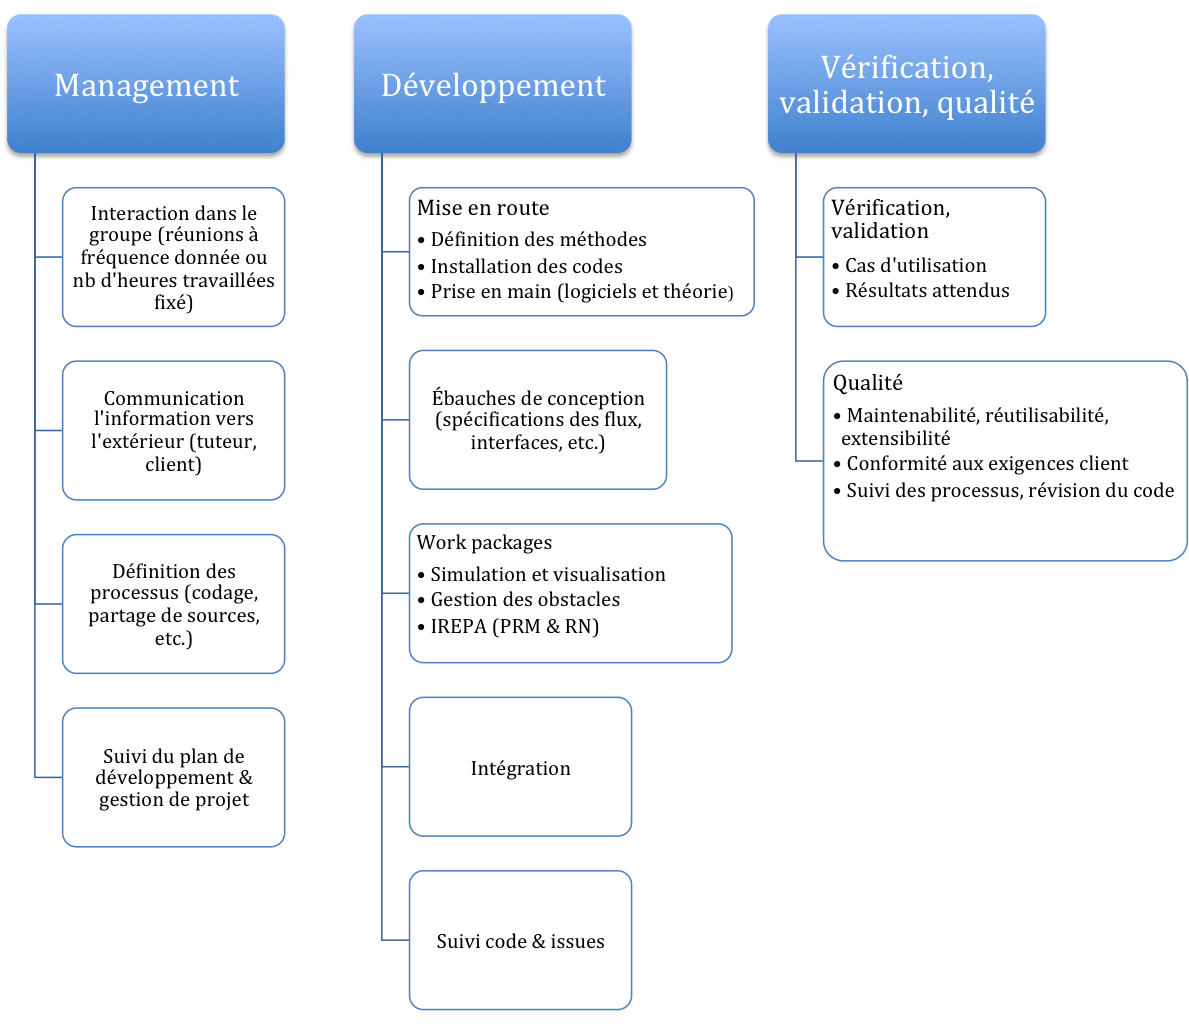 Management
Interaction dans le
groupe (réunions à
fréquence donnée ou
nb d'heures travaillées
fixé)
Communication
l'information vers
l'extérieur (tuteur,
client)
Définition des
processus (codage,
partage de sources,
etc.)
Suivi du plan de
développement &
gestion de projet
Développement
Mise en route
• Définition des méthodes
• Installation des codes
• Prise en main (logiciels et théorie)
Ébauches de conception
(spécifications des flux,
interfaces, etc.)
Work packages
• Simulation et visualisation
• Gestion des obstacles
• IREPA (PRM & RN)
Intégration
Suivi code & issues
Vérification,
validation, qualité
Vérification,
validation
• Cas d'utilisation
• Résultats attendus
Qualité
• Maintenabilité, réutilisabilité,
extensibilité
• Conformité aux exigences client
• Suivi des processus, révision du code